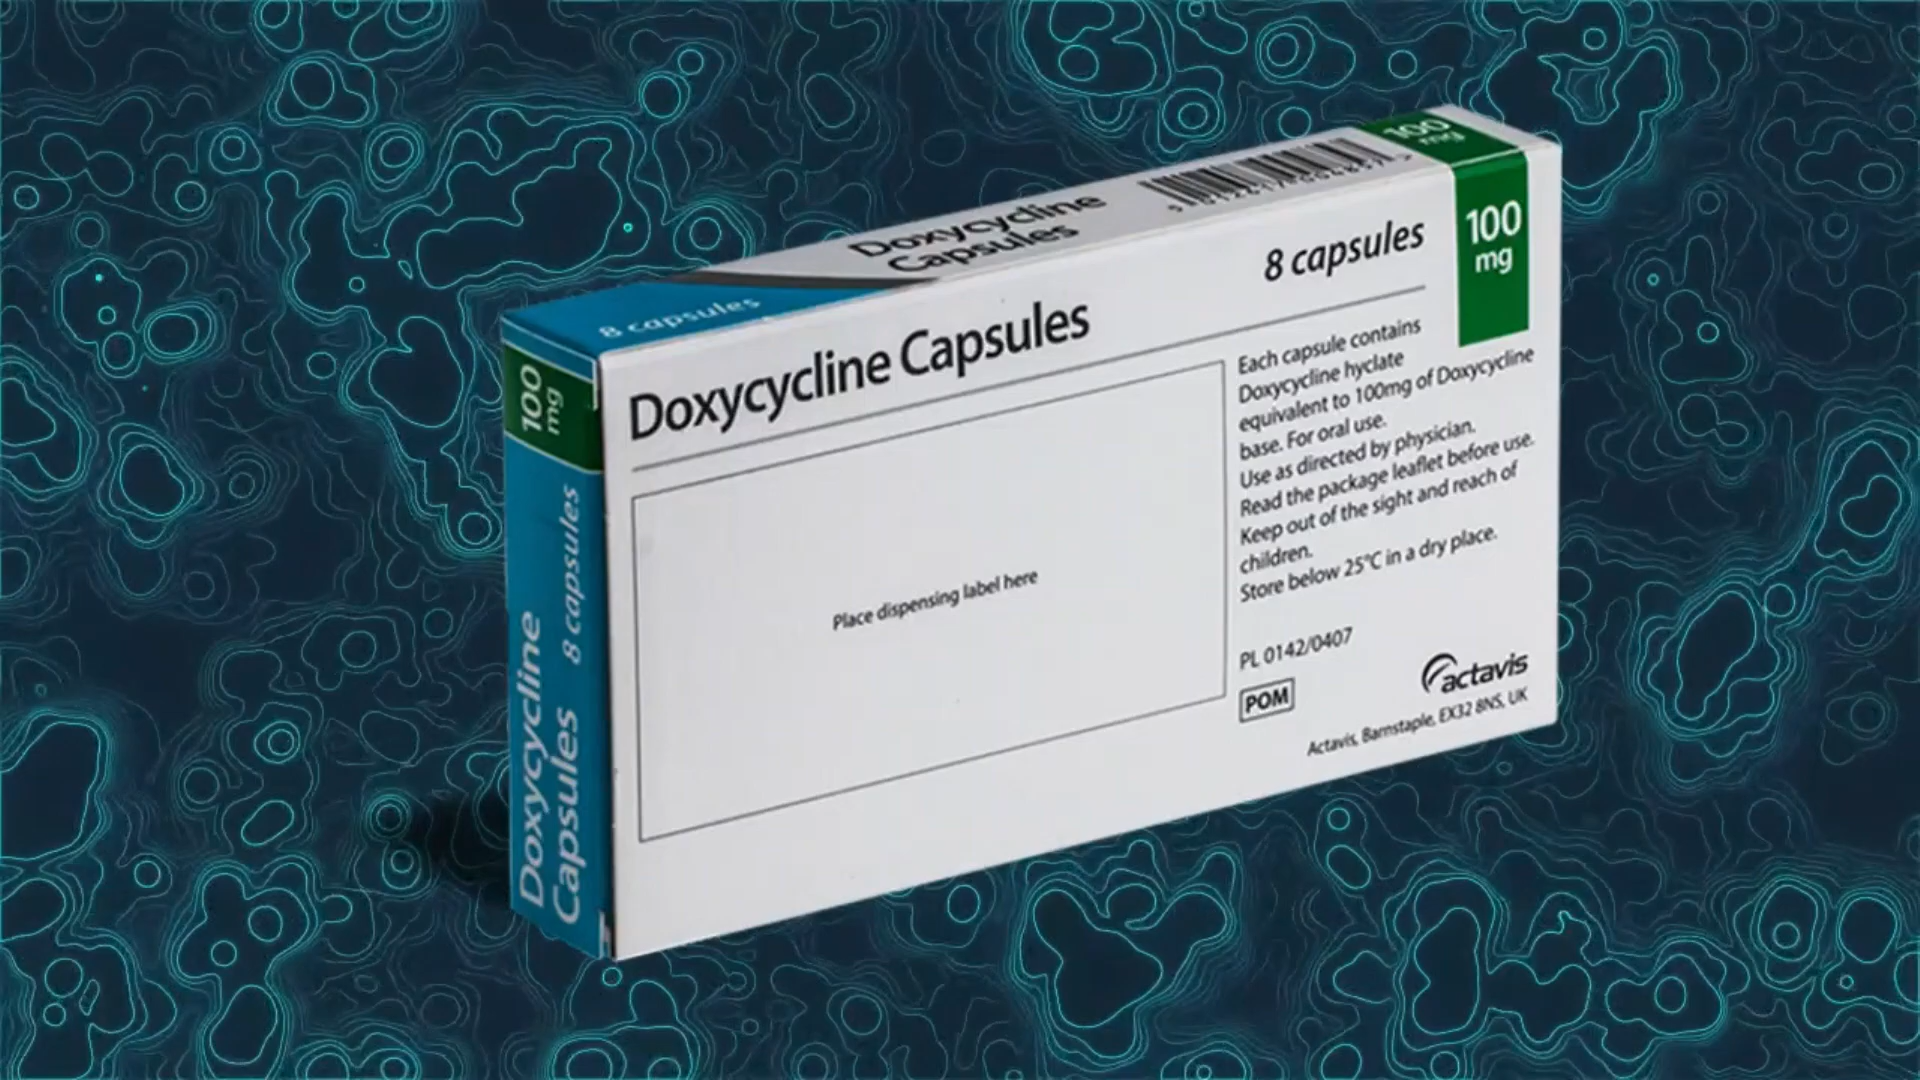 Doxycycline
Capsules
8 capsules
100
mg
100
mg
8 capsules
Doxycycline
Capsules
Doxycycline Capsules
8 capsules
100
mg
Place dispensing label here
Each capsule contains
Doxycycline hyclate
equivalent to 100mg of Doxycycline
base. For oral use.
Use as directed by physician.
Read the package leaflet before use.
Keep out of the sight and reach of
children.
Store below 25°C in a dry place.
PL 0142/0407
POM
actavis
Actavis, Barnstaple, EX32 8NS, UK